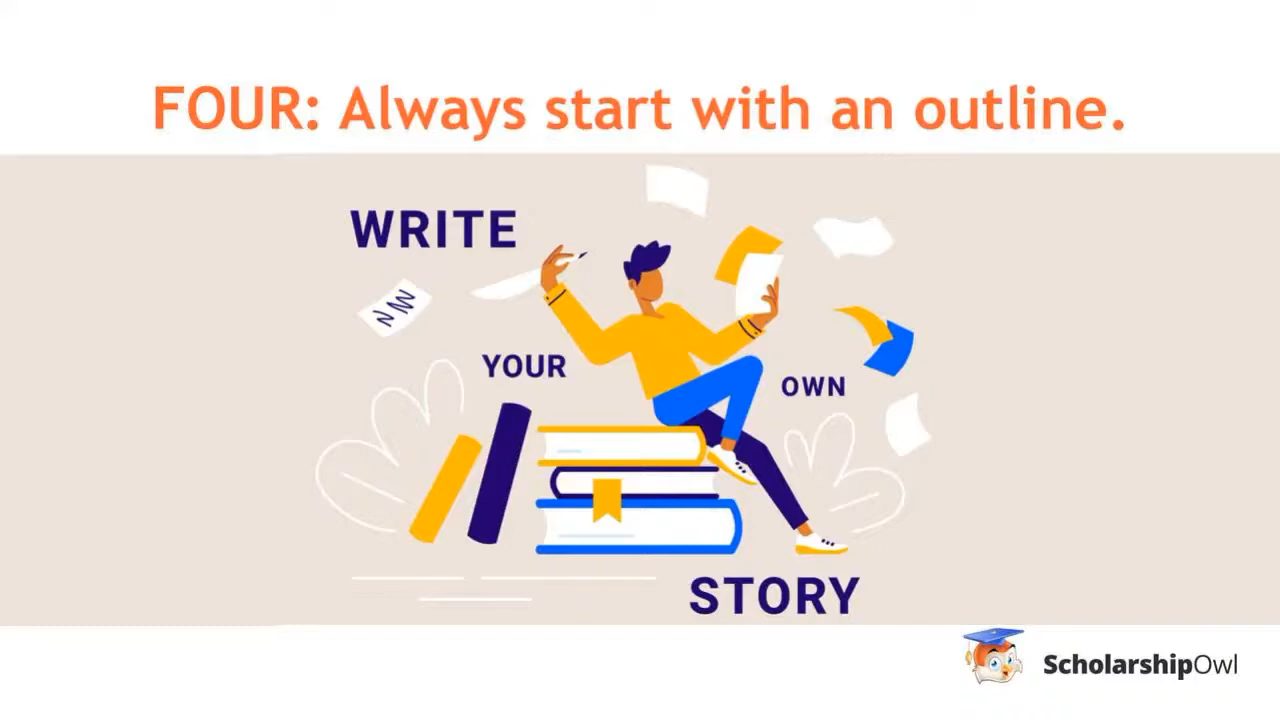 FOUR: Always start with an outline.
WRITE
YOUR
OWN
STORY
ScholarshipOwl